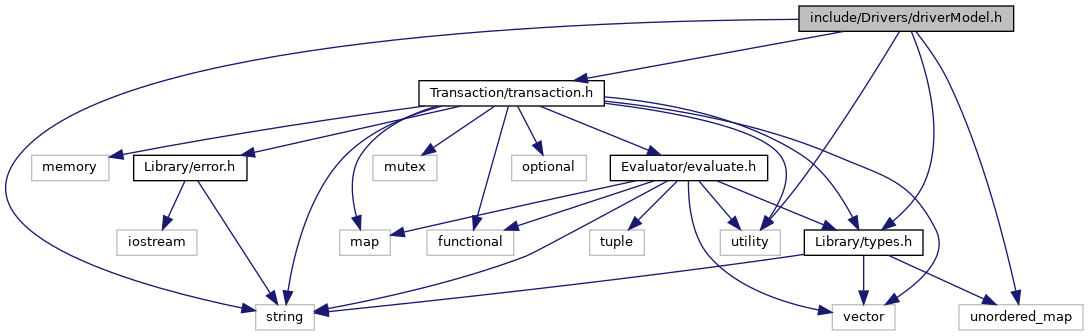 include/Drivers/driverModel.h
Transaction/transaction.h
memory
Library/error.h
mutex
optional
Evaluator/evaluate.h
iostream
map
functional
tuple
utility
Library/types.h
string
vector
unordered_map